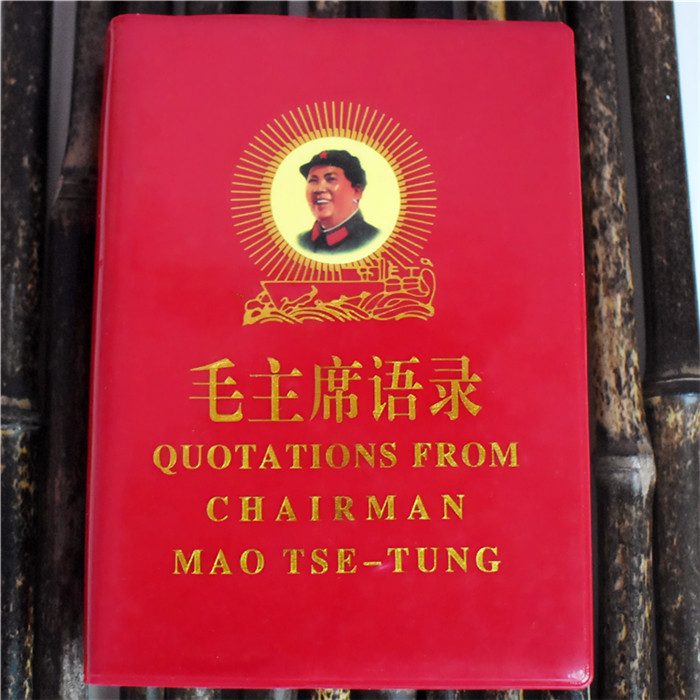 毛主席语录
QUOTATIONS FROM
CHAIRMAN
MAO TSE-TUNG